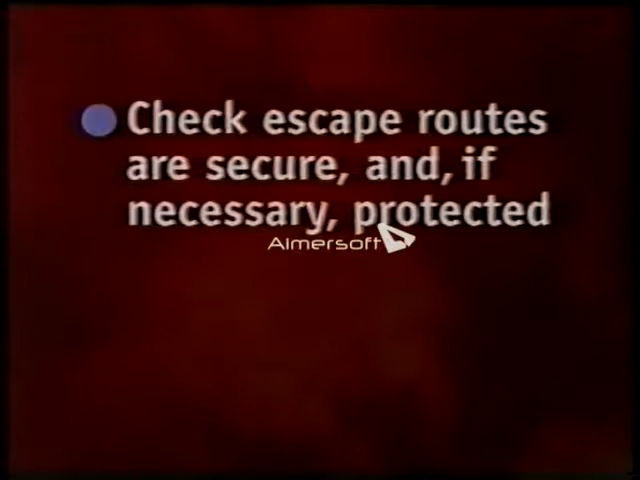 Check escape routes
are secure, and, if
necessary, protected
Aimersoft